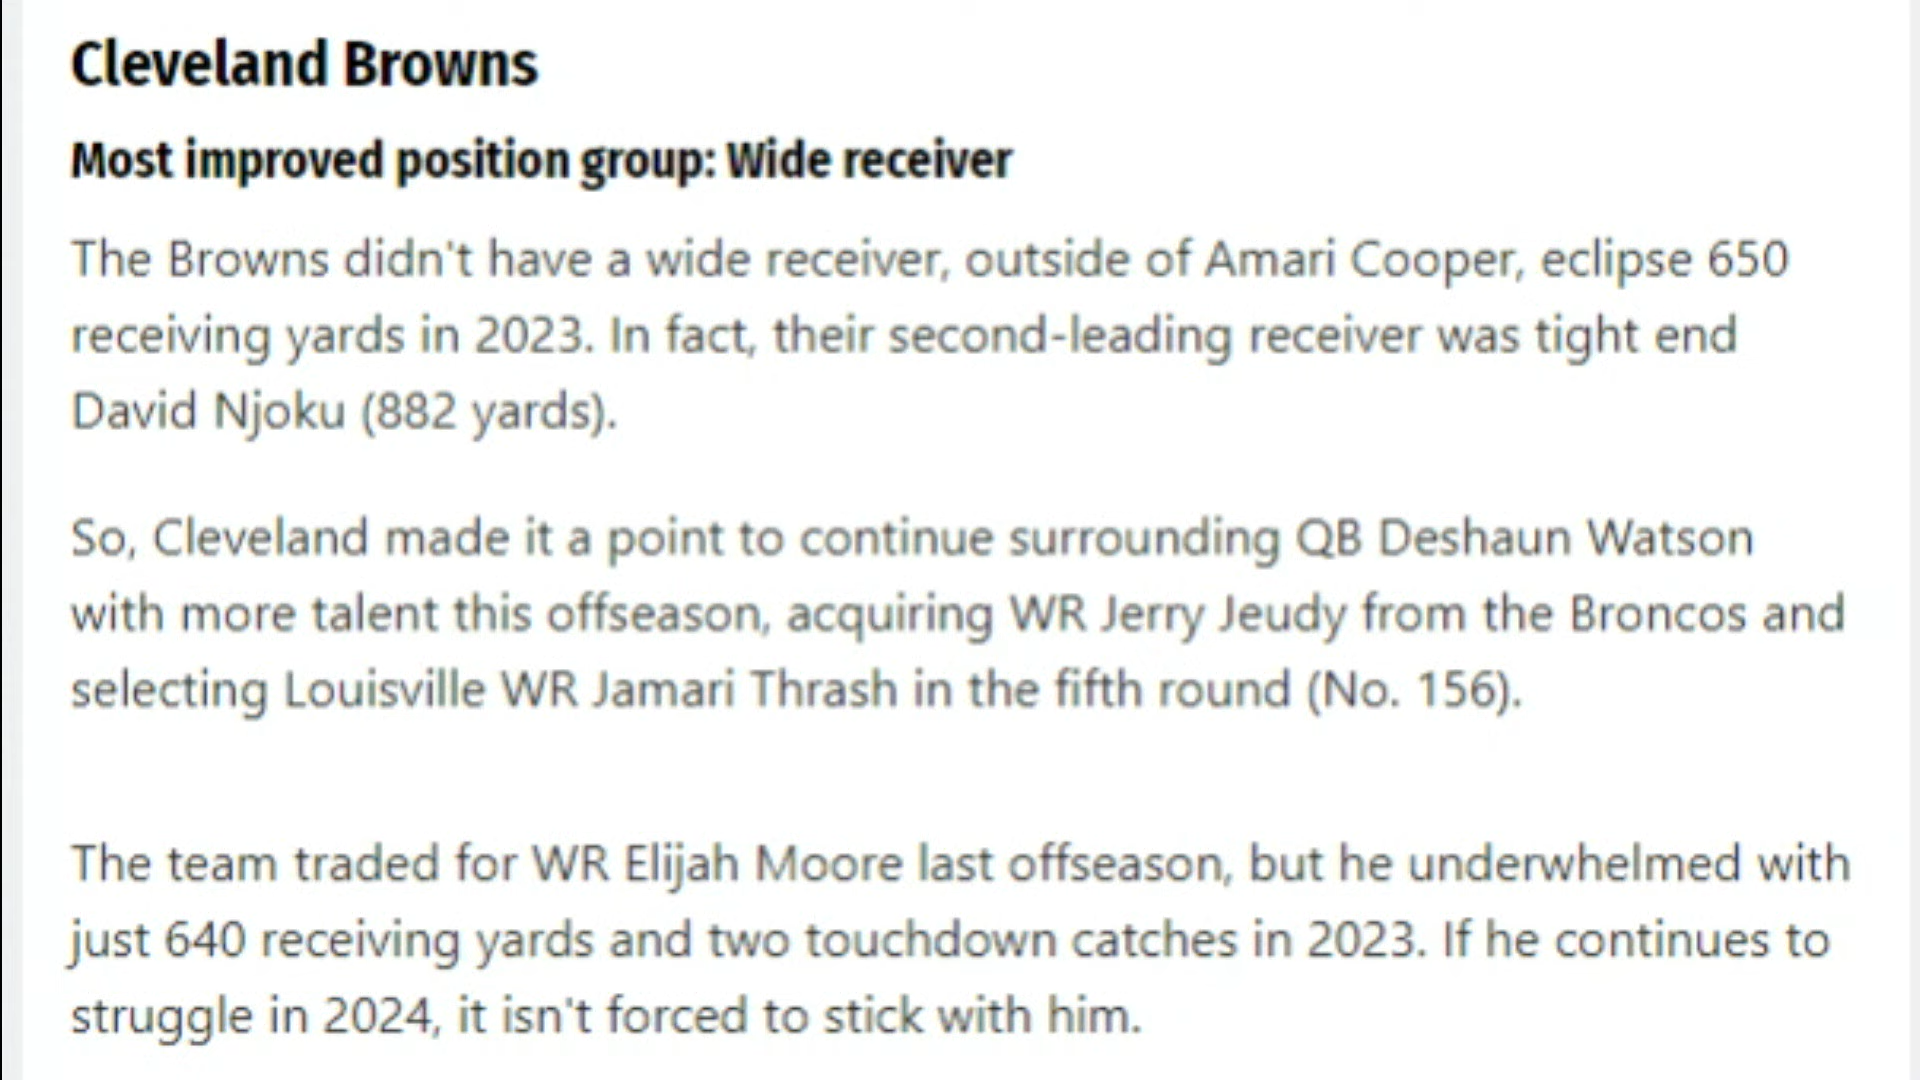 Cleveland Browns
Most improved position group: Wide receiver
The Browns didn't have a wide receiver, outside of Amari Cooper, eclipse 650
receiving yards in 2023. In fact, their second-leading receiver was tight end
David Njoku (882 yards).
So, Cleveland made it a point to continue surrounding QB Deshaun Watson
with more talent this offseason, acquiring WR Jerry Jeudy from the Broncos and
selecting Louisville WR Jamari Thrash in the fifth round (No. 156).
The team traded for WR Elijah Moore last offseason, but he underwhelmed with
just 640 receiving yards and two touchdown catches in 2023. If he continues to
struggle in 2024, it isn't forced to stick with him.